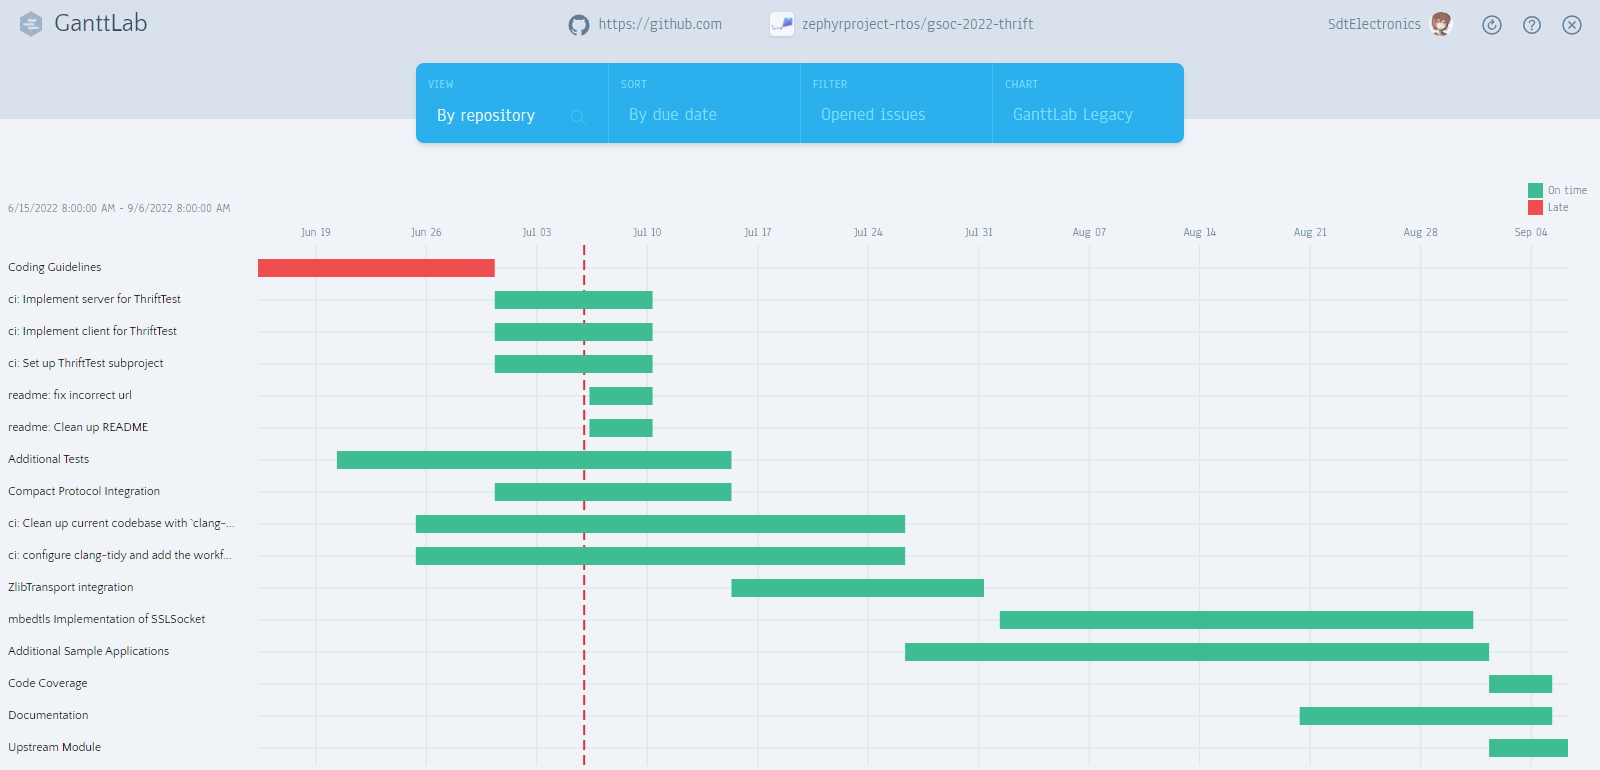 GanttLab
https://github.com
zephyrproject-rtos/gsoc-2022-thrift
SdtElectronics
VIEW
By repository
SORT
By due date
FILTER
Opened issues
CHART
GanttLab Legacy
On time
Late
6/15/2022 8:00:00 AM - 9/6/2022 8:00:00 AM
Jun 19 Jun 26 Jul 03 Jul 10 Jul 17 Jul 24 Jul 31 Aug 07 Aug 14 Aug 21 Aug 28 Sep 04
Coding Guidelines
ci: Implement server for ThriftTest
ci: Implement client for ThriftTest
ci: Set up ThriftTest subproject
readme: fix incorrect url
readme: Clean up README
Additional Tests
Compact Protocol Integration
ci: Clean up current codebase with `clang-...
ci: configure clang-tidy and add the workf...
ZlibTransport integration
mbedtls Implementation of SSLSocket
Additional Sample Applications
Code Coverage
Documentation
Upstream Module